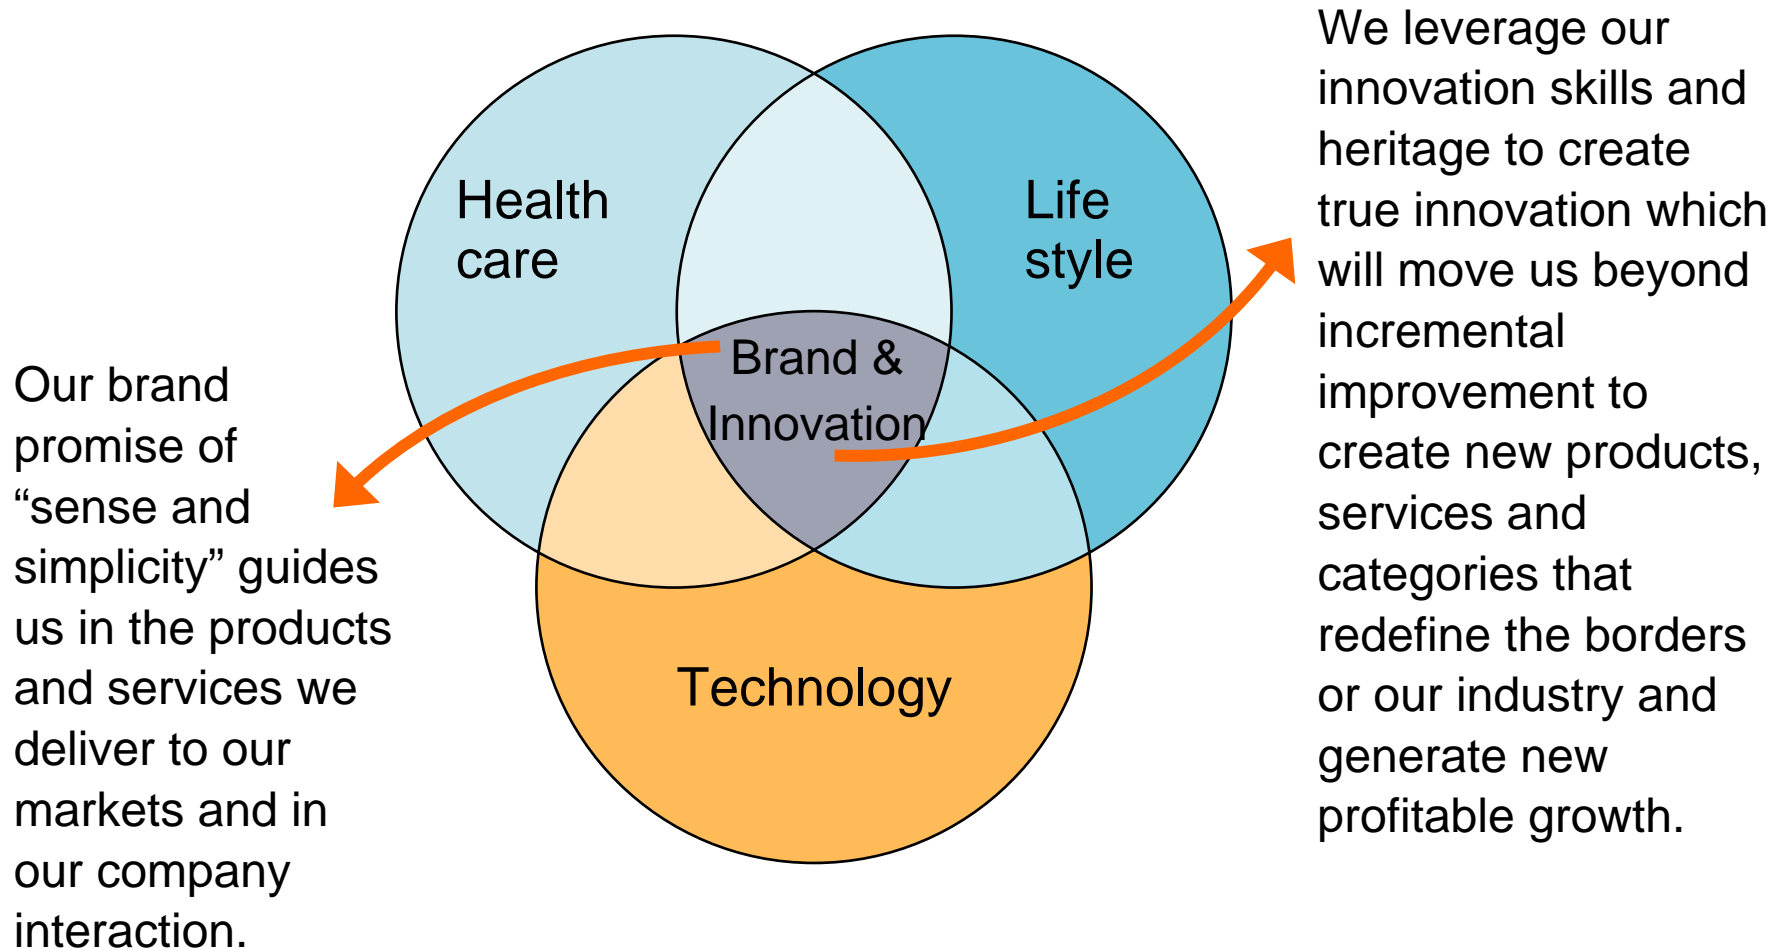 Our brand
promise of
“sense and
simplicity” guides
us in the products
and services we
deliver to our
markets and in
our company
interaction.
Health
care
Life
style
Brand &
Innovation
Technology
We leverage our
innovation skills and
heritage to create
true innovation which
will move us beyond
incremental
improvement to
create new products,
services and
categories that
redefine the borders
or our industry and
generate new
profitable growth.